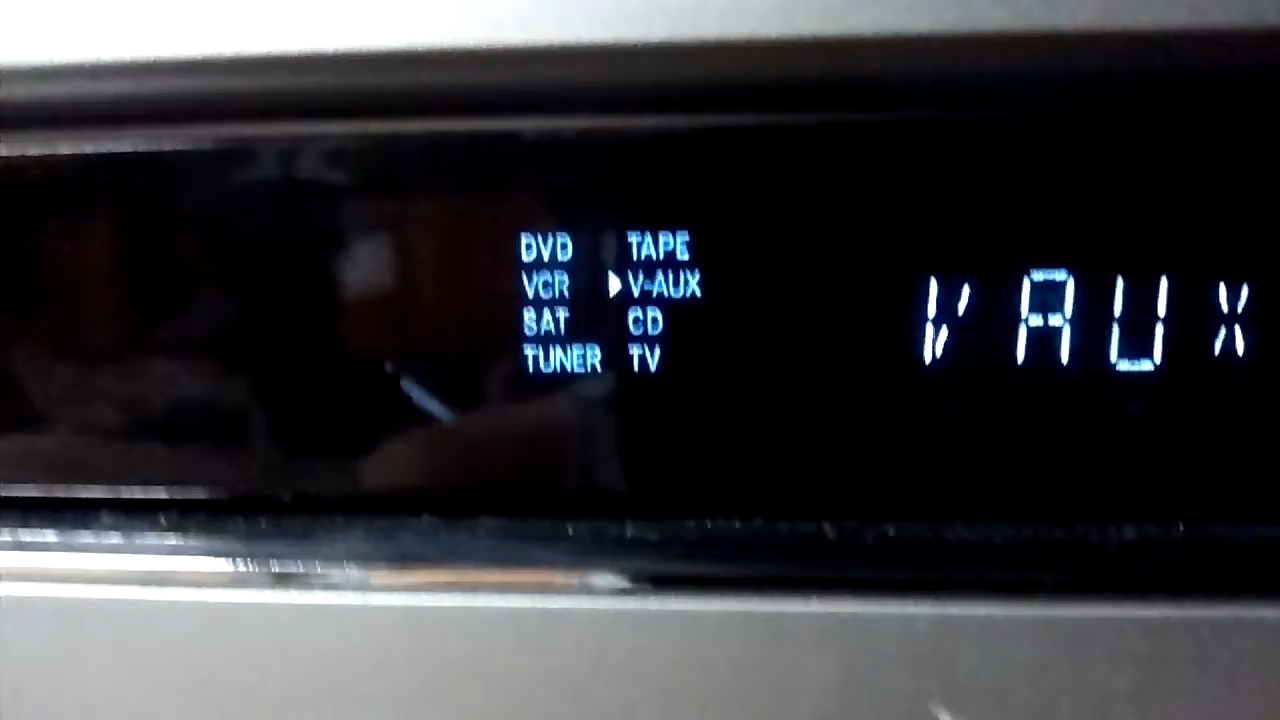 DVD TAPE
VCR V-AUX
SAT CD
TUNER TV
V AUX